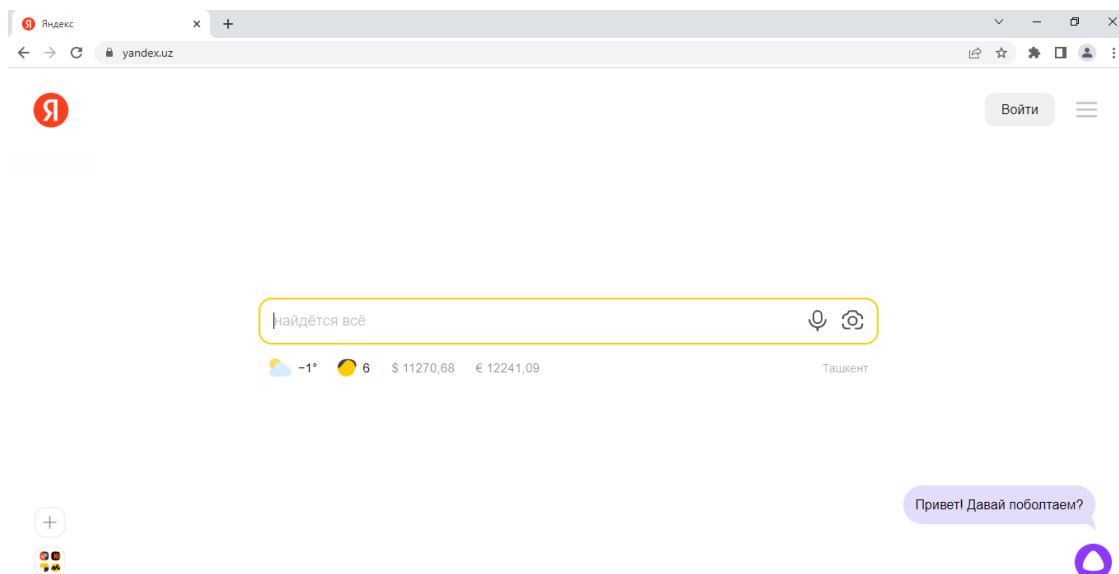 Яндекс
yandex.uz
Я
Войти
найдётся всё
−1° 6 $ 11270,68 € 12241,09 Ташкент
Привет! Давай поболтаем?